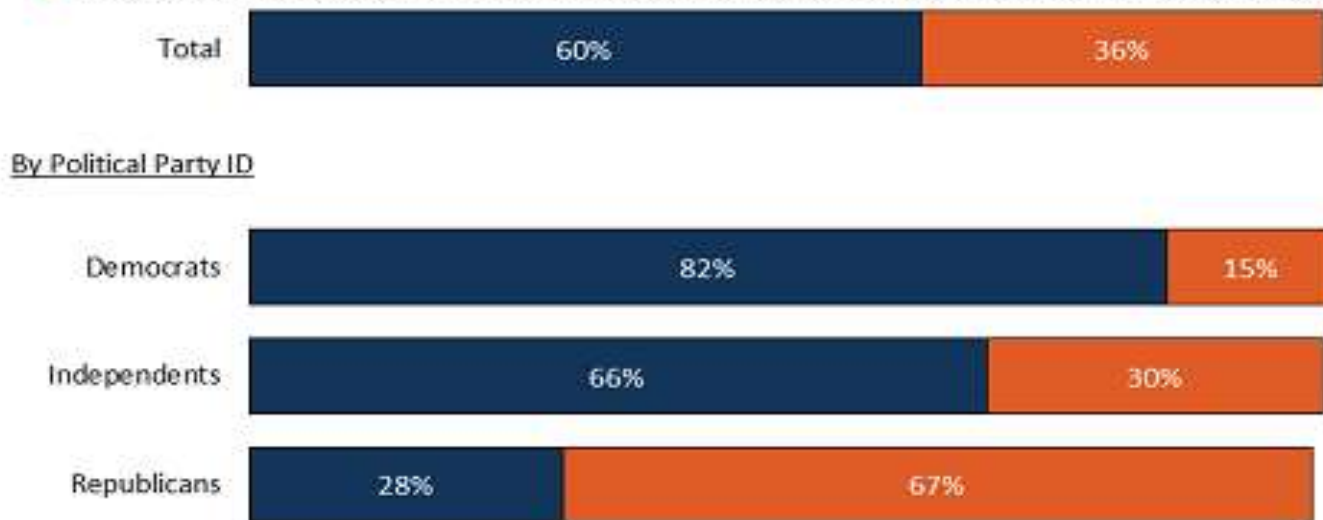 Total 60% 36%
By Political Party ID
Democrats 82% 15%
Independents 66% 30%
Republicans 28% 67%